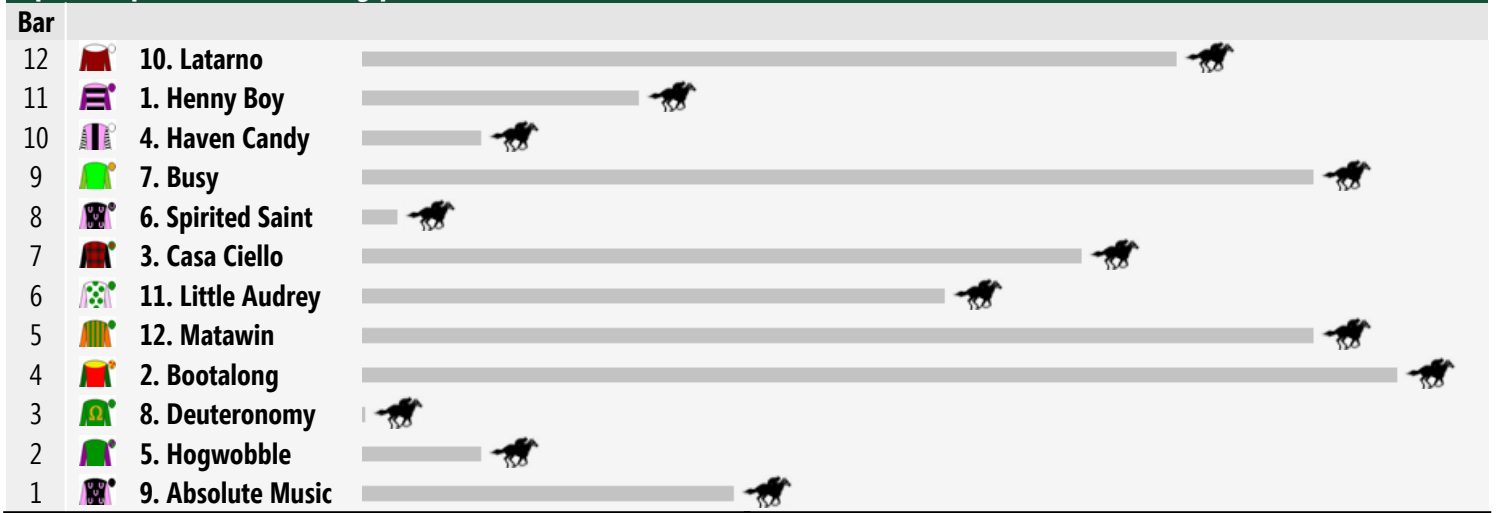 Bar
12 10. Latarno
11 1. Henny Boy
10 4. Haven Candy
9 7. Busy
8 6. Spirited Saint
7 3. Casa Ciello
6 11. Little Audrey
5 12. Matawin
4 2. Bootalong
3 8. Deuteronomy
2 5. Hogwobble
1 9. Absolute Music